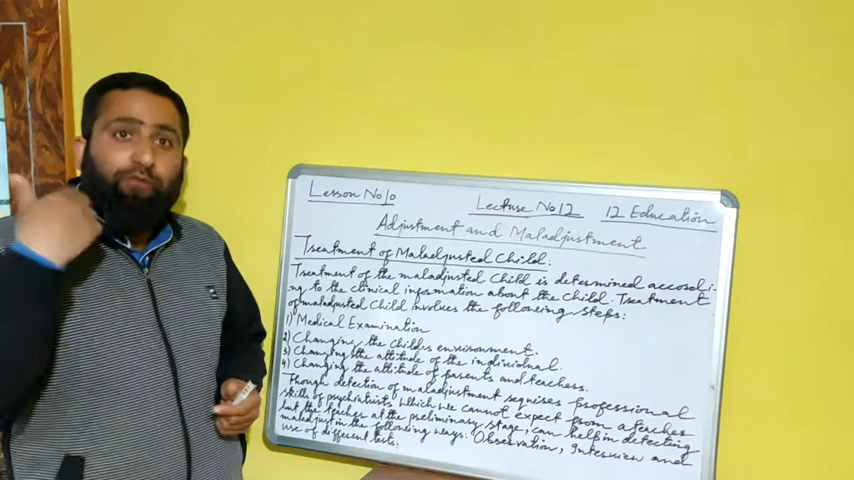 Lesson No10 Lecture No.12 12 Education
Adjustment and Maladjustment
Treatment of Maladjusted Child:
Treatment of the maladjusted Child is determined accordi-
ng to the clinical information about the child. Treatment
of maladjusted Child involves the following steps:
1) Medical Examination
2) Changing the child's environment.
3) Changing the attitude of the individual.
4) Changing the attitude of parents and teachers.
Though detection of maladjustment requires professional
skills of psychiatrists which we cannot expect from a teacher
but the teacher at the preliminary stage, can help in detecting
maladjust in the following ways: Observation, Interview and
use of different tests.